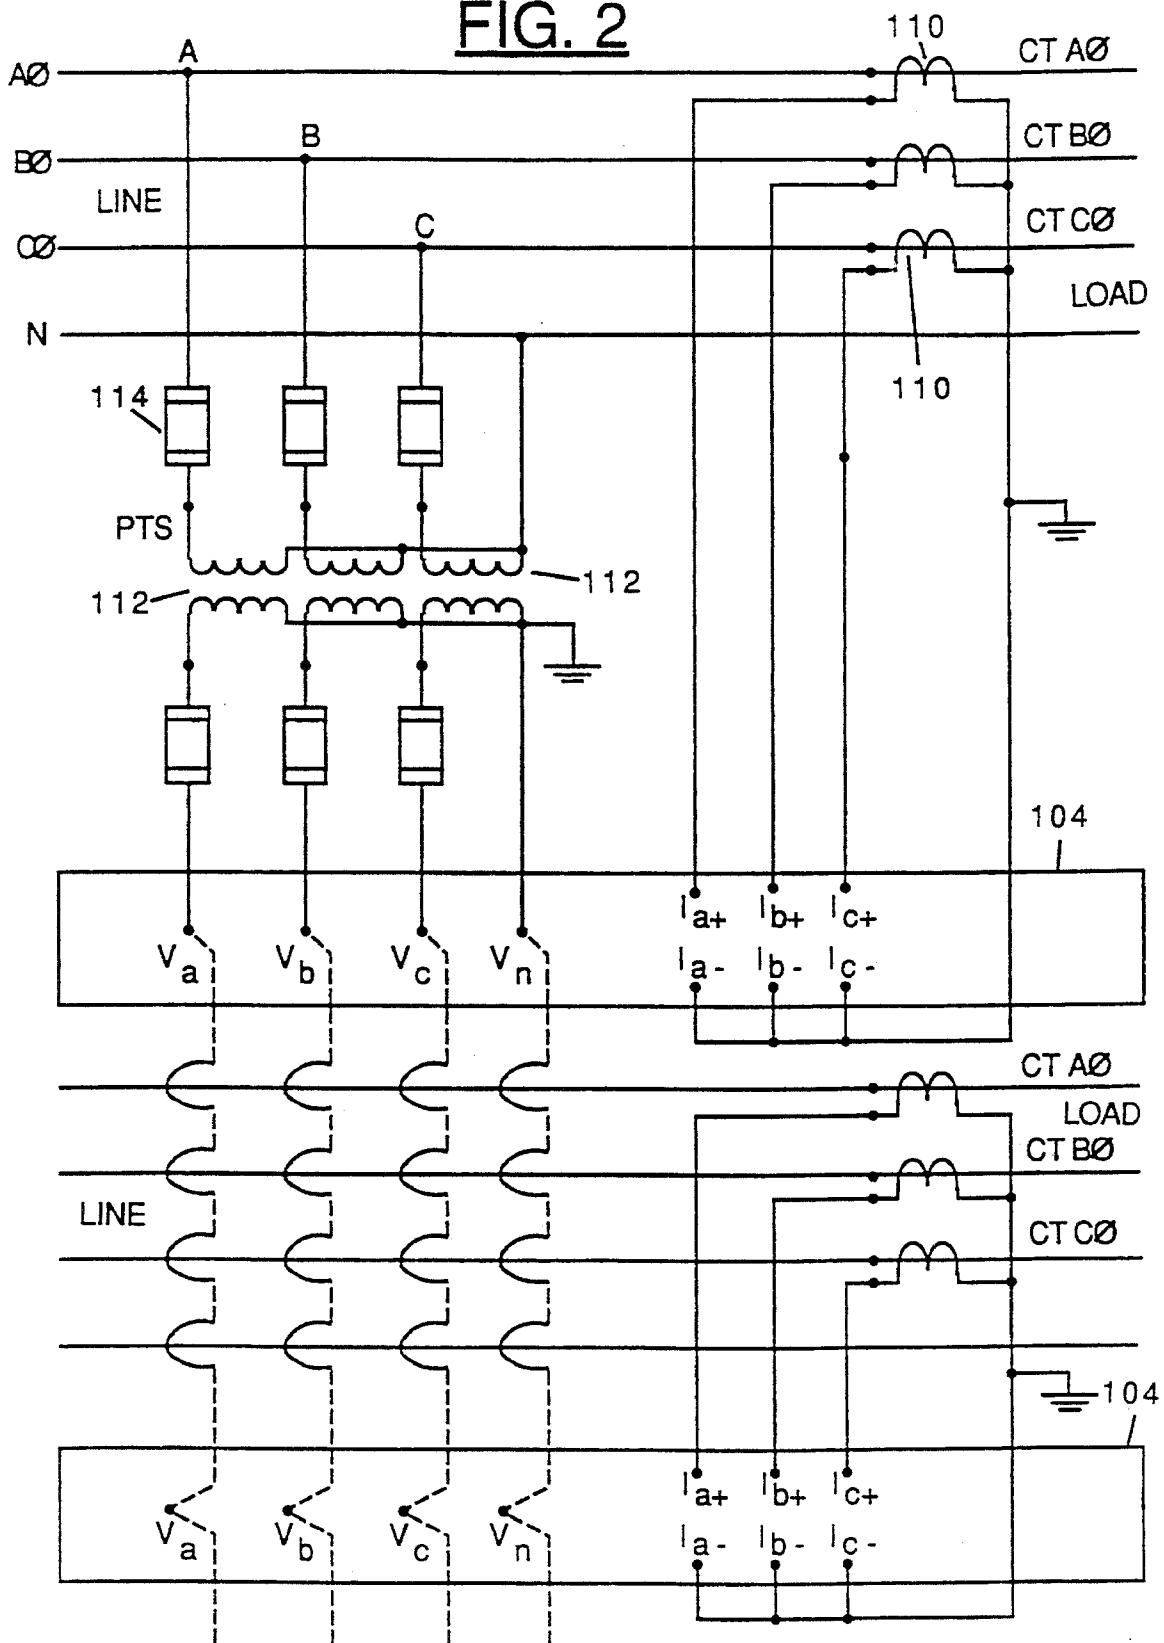 FIG. 2
110
A
CT AØ
AØ
B
CT BØ
BØ
LINE
C
CT CØ
CØ
LOAD
N
110
114
PTS
112
112
104
Va Vb Vc Vn
Ia+ Ib+ Ic+
Ia- Ib- Ic-
CT AØ
LOAD
CT BØ
LINE
CT CØ
104
Ia+ Ib+ Ic+
Va Vb Vc Vn
Ia- Ib- Ic-